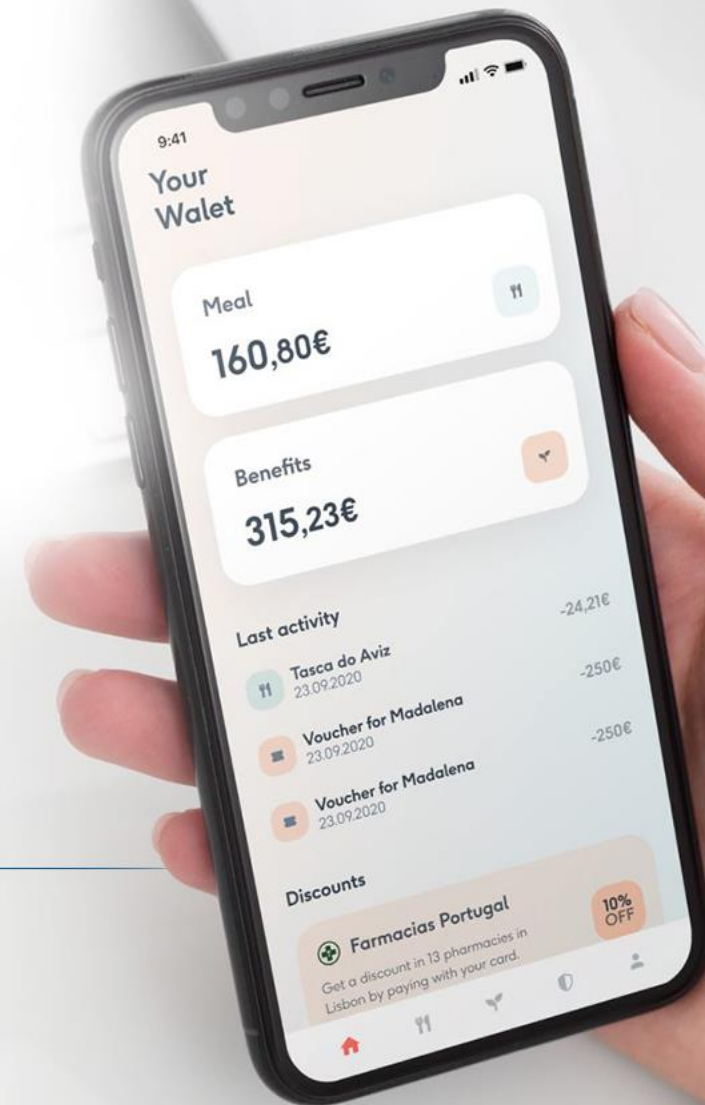 9:41
Your
Walet
Meal
160,80€
Benefits
315,23€
Last activity
Tasca do Aviz
23.09.2020
-24,21€
Voucher for Madalena
23.09.2020
-250€
Voucher for Madalena
23.09.2020
-250€
Discounts
Farmacias Portugal
Get a discount in 13 pharmacies in
Lisbon by paying with your card.
10%
OFF